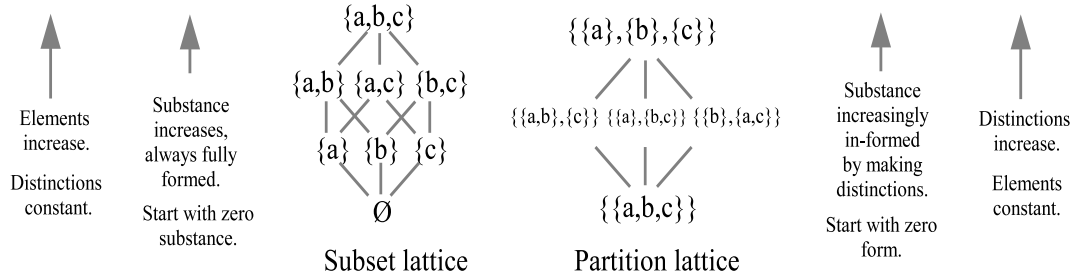 Elements
increase.
Distinctions
constant.
Substance
increases,
always fully
formed.
Start with zero
substance.
{a,b,c}
{a,b} {a,c} {b,c}
{a} {b} {c}
Ø
Subset lattice
{{a},{b},{c}}
{{a,b},{c}} {{a},{b,c}} {{b},{a,c}}
{{a,b,c}}
Partition lattice
Substance
increasingly
in-formed
by making
distinctions.
Start with zero
form.
Distinctions
increase.
Elements
constant.